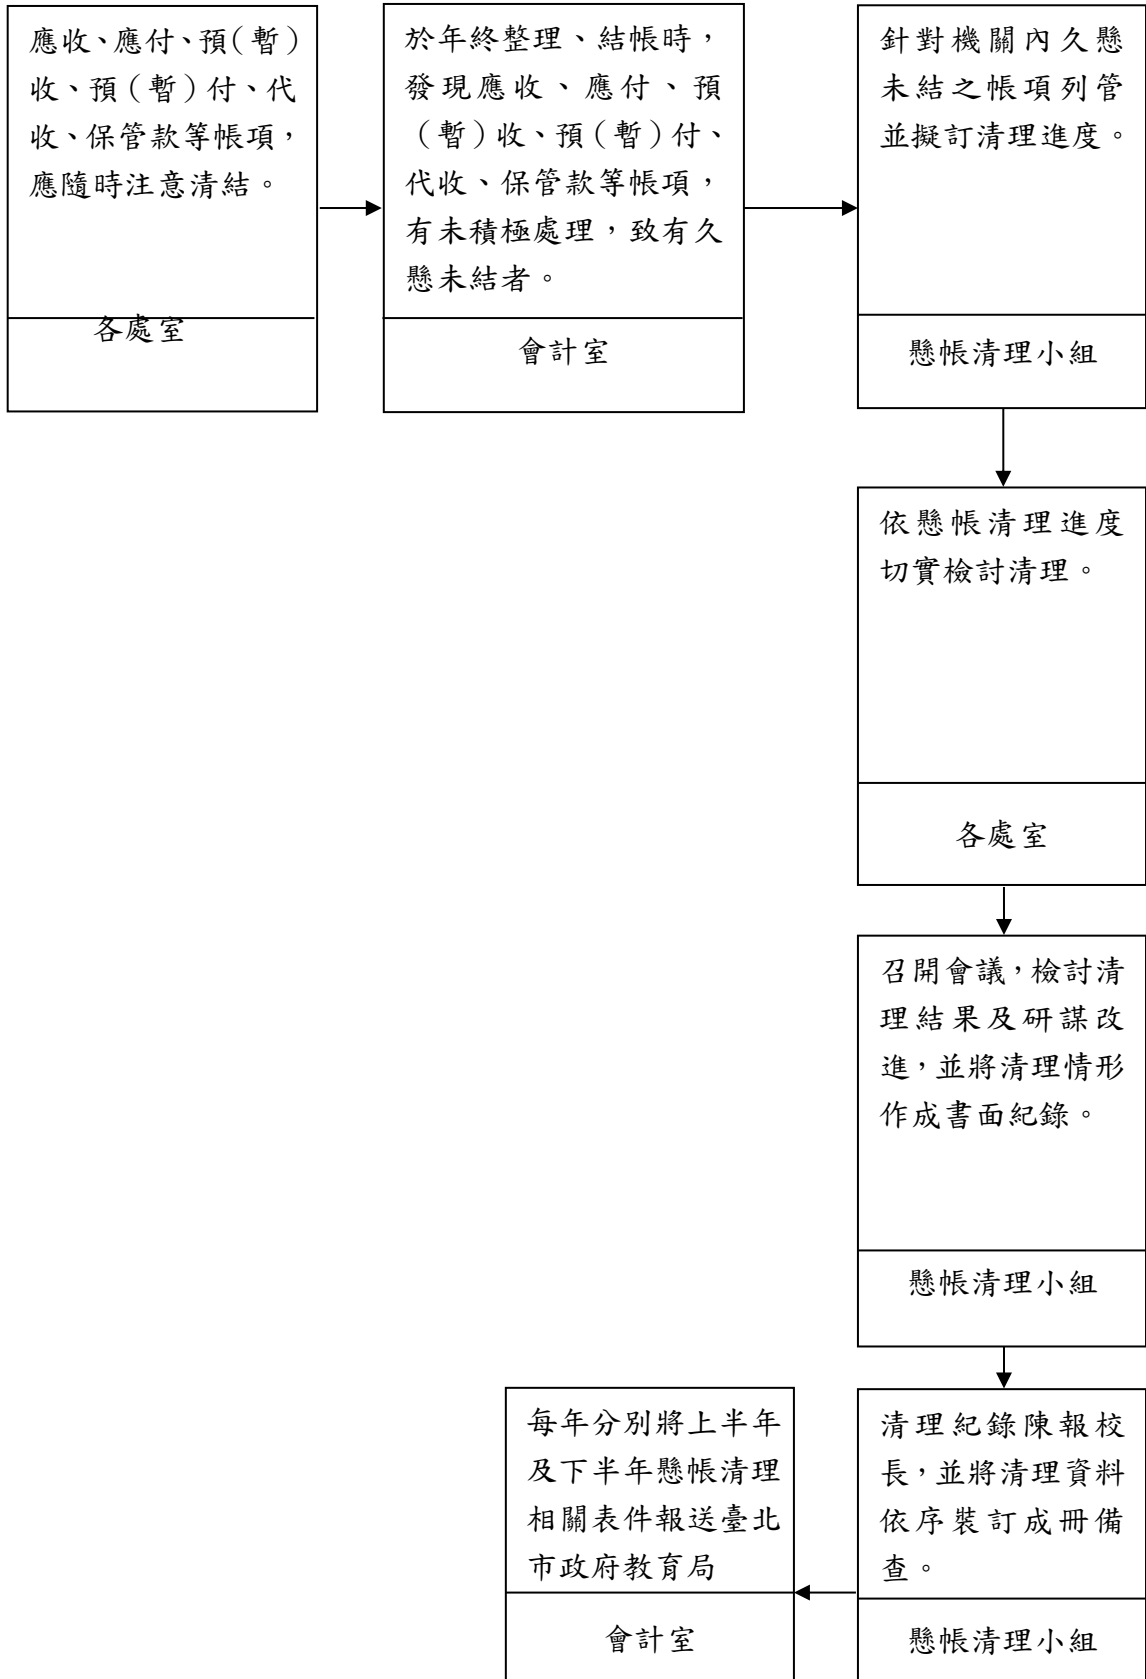 應收、應付、預(暫)
收、預(暫)付、代
收、保管款等帳項,
應隨時注意清結。
各處室
於年終整理、結帳時,
發現應收、應付、預
(暫)收、預(暫)付、
代收、保管款等帳項,
有未積極處理,致有久
懸未結者。
會計室
針對機關內久懸
未結之帳項列管
並擬訂清理進度。
懸帳清理小組
依懸帳清理進度
切實檢討清理。
各處室
召開會議,檢討清
理結果及研謀改
進,並將清理情形
作成書面紀錄。
懸帳清理小組
清理紀錄陳報校
長,並將清理資料
依序裝訂成冊備
查。
懸帳清理小組
每年分別將上半年
及下半年懸帳清理
相關表件報送臺北
市政府教育局
會計室